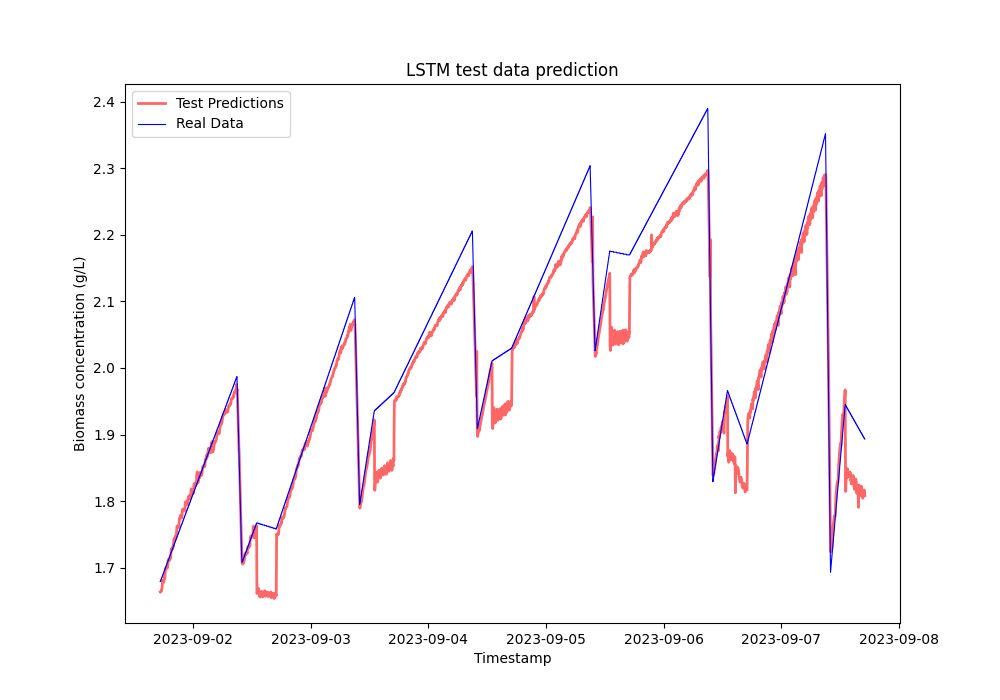 LSTM test data prediction
Test Predictions
Real Data
Biomass concentration (g/L)
2.4
2.3
2.2
2.1
2.0
1.9
1.8
1.7
2023-09-02 2023-09-03 2023-09-04 2023-09-05 2023-09-06 2023-09-07 2023-09-08
Timestamp